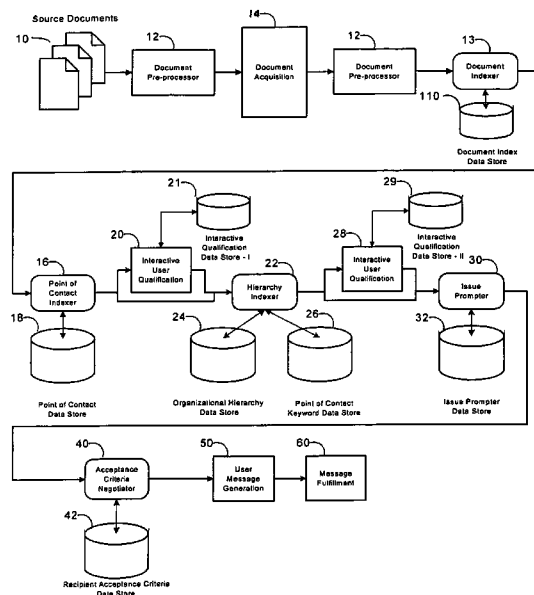 Source Documents
10
12
Document
Pre-processor
14
Document
Acquisition
12
Document
Pre-processor
13
Document
Indexer
110
Document Index
Data Store
21
Interactive
Qualification
Data Store - I
20
Interactive
User
Qualification
29
Interactive
Qualification
Data Store - II
28
Interactive
User
Qualification
16
Point of
Contact
Indexer
22
Hierarchy
Indexer
30
Issue
Prompter
18
Point of Contact
Data Store
24
Organizational Hierarchy
Data Store
26
Point of Contact
Keyword Data Store
32
Issue Prompter
Data Store
40
Acceptance
Criteria
Negotiator
50
User
Message
Generation
60
Message
Fulfillment
42
Recipient Acceptance Criteria
Data Store